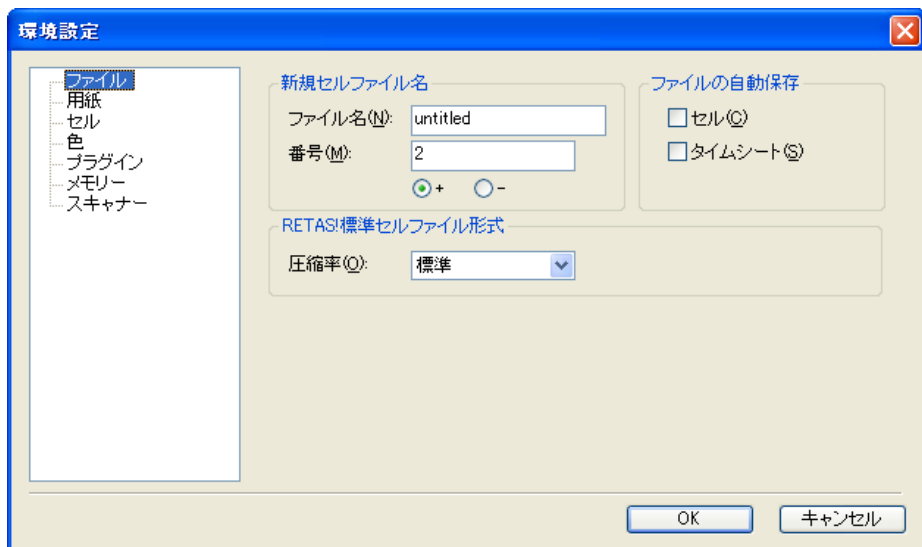 環境設定
ファイル
用紙
セル
色
プラグイン
メモリー
スキャナー
新規セルファイル名
ファイル名(N): untitled
番号(M): 2
+ -
ファイルの自動保存
セル(C)
タイムシート(S)
RETAS!標準セルファイル形式
圧縮率(O): 標準
OK キャンセル